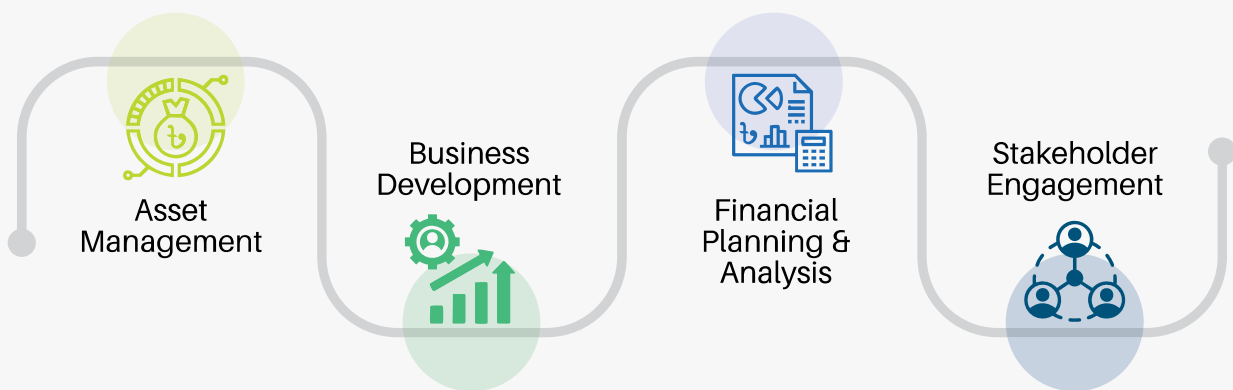 Asset
Management
Business
Development
Financial
Planning &
Analysis
Stakeholder
Engagement
৳
৳